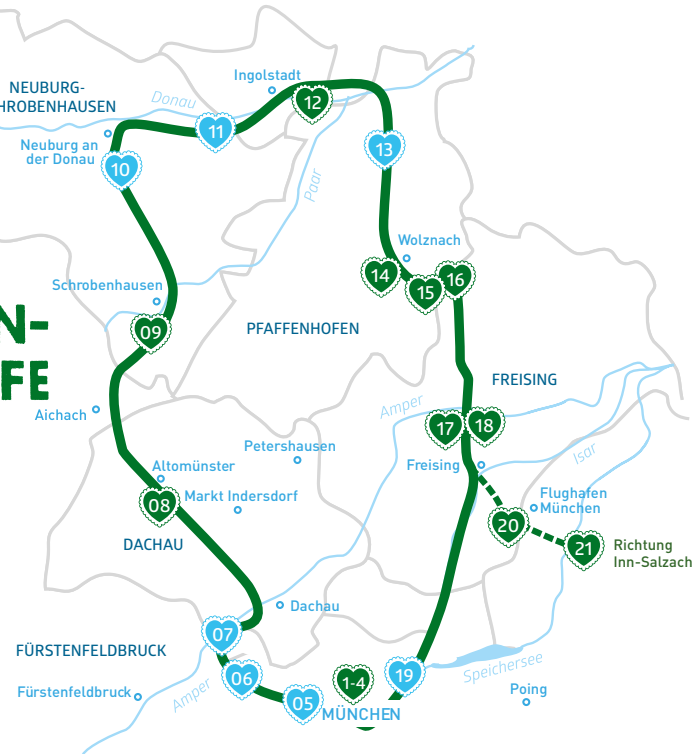 Ingolstadt
NEUBURG-
HROBENHAUSEN
Donau
12
11
Neuburg an
der Donau
10
13
Paar
Wolznach
14
15
16
Schrobenhausen
09
PFAFFENHOFEN
N-
FE
FREISING
Aichach
Amper
17
18
Petershausen
Freising
Isar
Altomünster
Markt Indersdorf
08
Flughafen
München
20
21
Richtung
Inn-Salzach
DACHAU
Dachau
07
FÜRSTENFELDBRUCK
Speichersee
06
1-4
19
Fürstenfeldbruck
Amper
05
MÜNCHEN
Poing